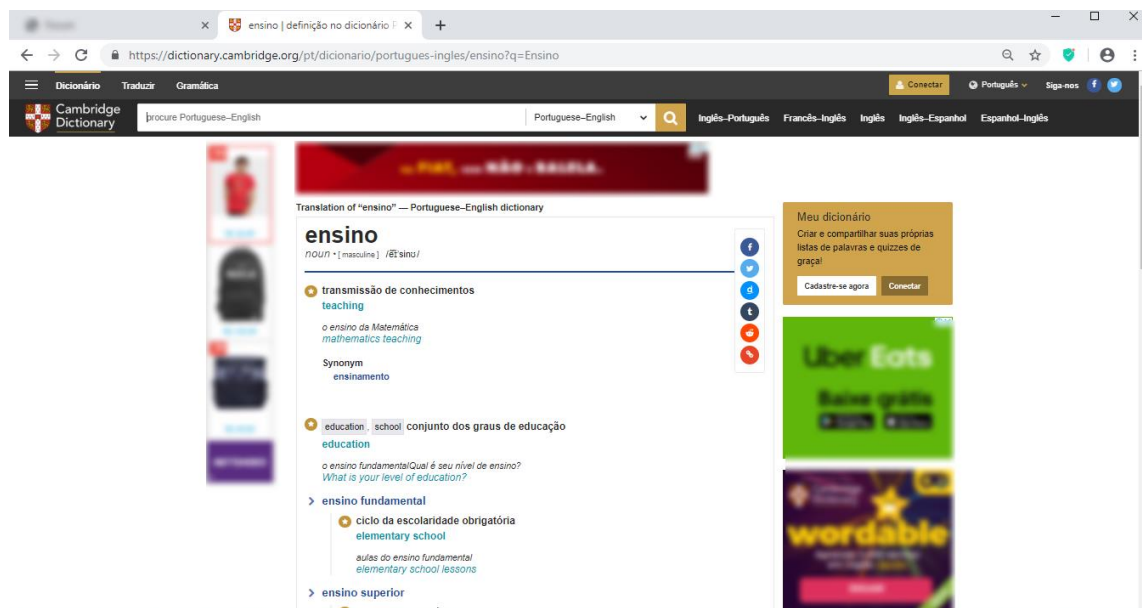 ensino | definição no dicionário P
https://dictionary.cambridge.org/pt/dicionario/portugues-ingles/ensino?q=Ensino
Dicionário Traduzir Gramática Conectar Português Siga-nos
Cambridge
Dictionary
procure Portuguese–English Portuguese–English Inglês–Português Francês–Inglês Inglês Inglês–Espanhol Espanhol–Inglês
Translation of “ensino” — Portuguese–English dictionary
ensino
noun • [ masculine ] /ẽĩˈsinu/
transmissão de conhecimentos
teaching
o ensino da Matemática
mathematics teaching
Synonym
ensinamento
education , school conjunto dos graus de educação
education
o ensino fundamentalQual é seu nível de ensino?
What is your level of education?
ensino fundamental
ciclo da escolaridade obrigatória
elementary school
aulas do ensino fundamental
elementary school lessons
ensino superior
Meu dicionário
Criar e compartilhar suas próprias
listas de palavras e quizzes de
graça!
Cadastre-se agora Conectar
Uber Eats
Baixe grátis
wordable